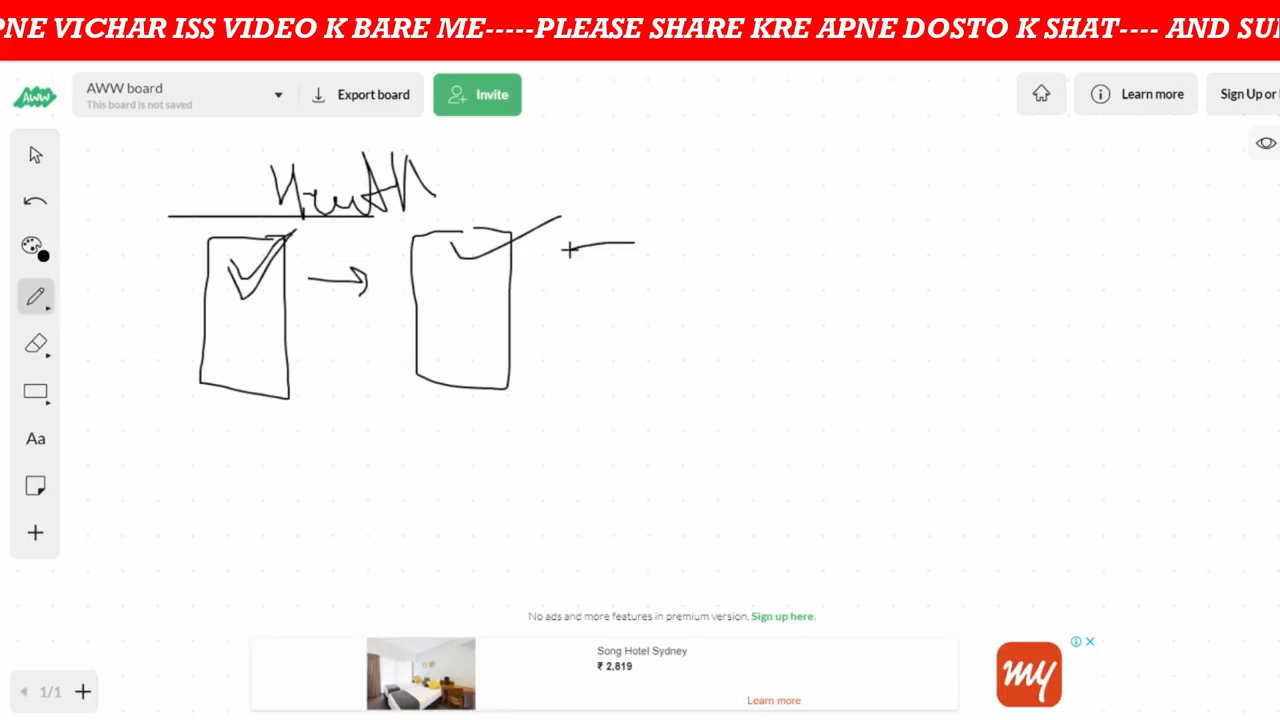 PNE VICHAR ISS VIDEO K BARE ME-----PLEASE SHARE KRE APNE DOSTO K SHAT---- AND SU
AWW
AWW board
This board is not saved
Export board
Invite
Learn more
Sign Up or
Aa
No ads and more features in premium version. Sign up here.
Song Hotel Sydney
₹ 2,819
Learn more
my
1/1